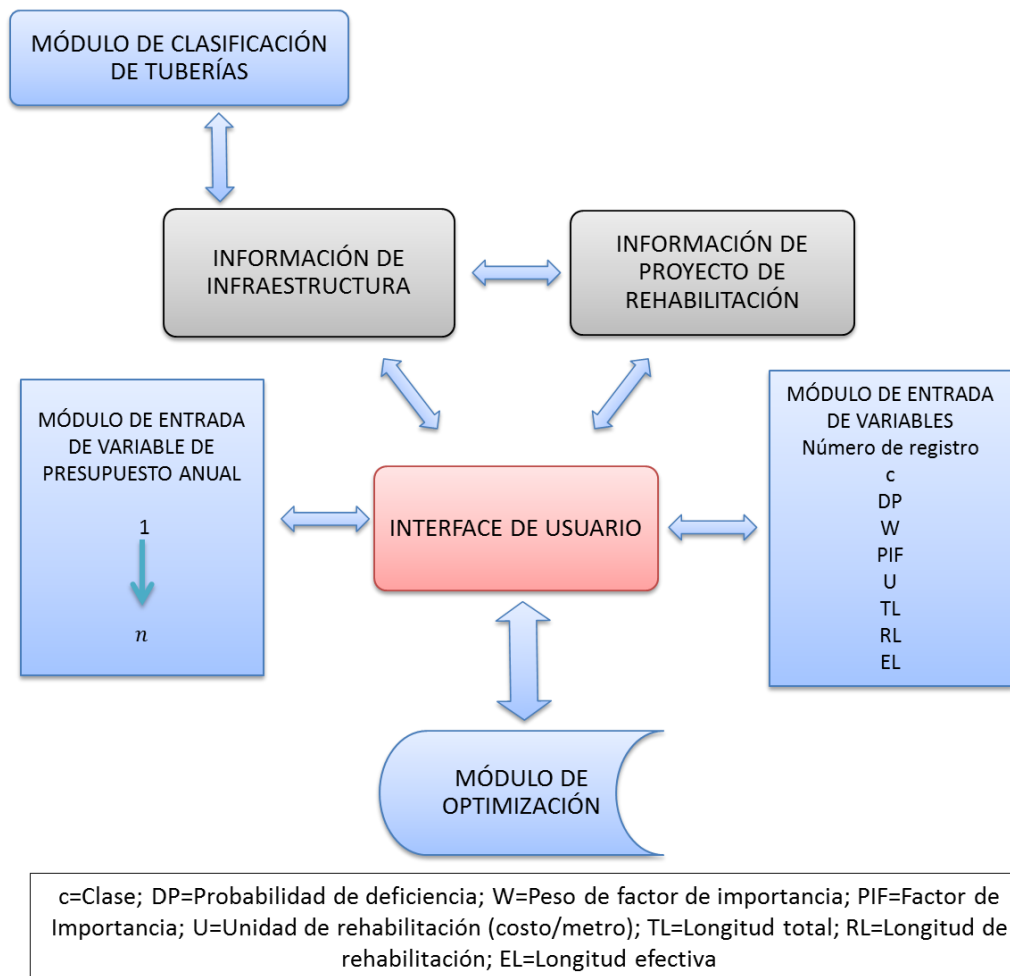 MÓDULO DE CLASIFICACIÓN
DE TUBERÍAS
INFORMACIÓN DE
INFRAESTRUCTURA
INFORMACIÓN DE
PROYECTO DE
REHABILITACIÓN
MÓDULO DE ENTRADA
DE VARIABLE DE
PRESUPUESTO ANUAL
1
n
INTERFACE DE USUARIO
MÓDULO DE ENTRADA
DE VARIABLES
Número de registro
c
DP
W
PIF
U
TL
RL
EL
MÓDULO DE
OPTIMIZACIÓN
c=Clase; DP=Probabilidad de deficiencia; W=Peso de factor de importancia; PIF=Factor de
Importancia; U=Unidad de rehabilitación (costo/metro); TL=Longitud total; RL=Longitud de
rehabilitación; EL=Longitud efectiva